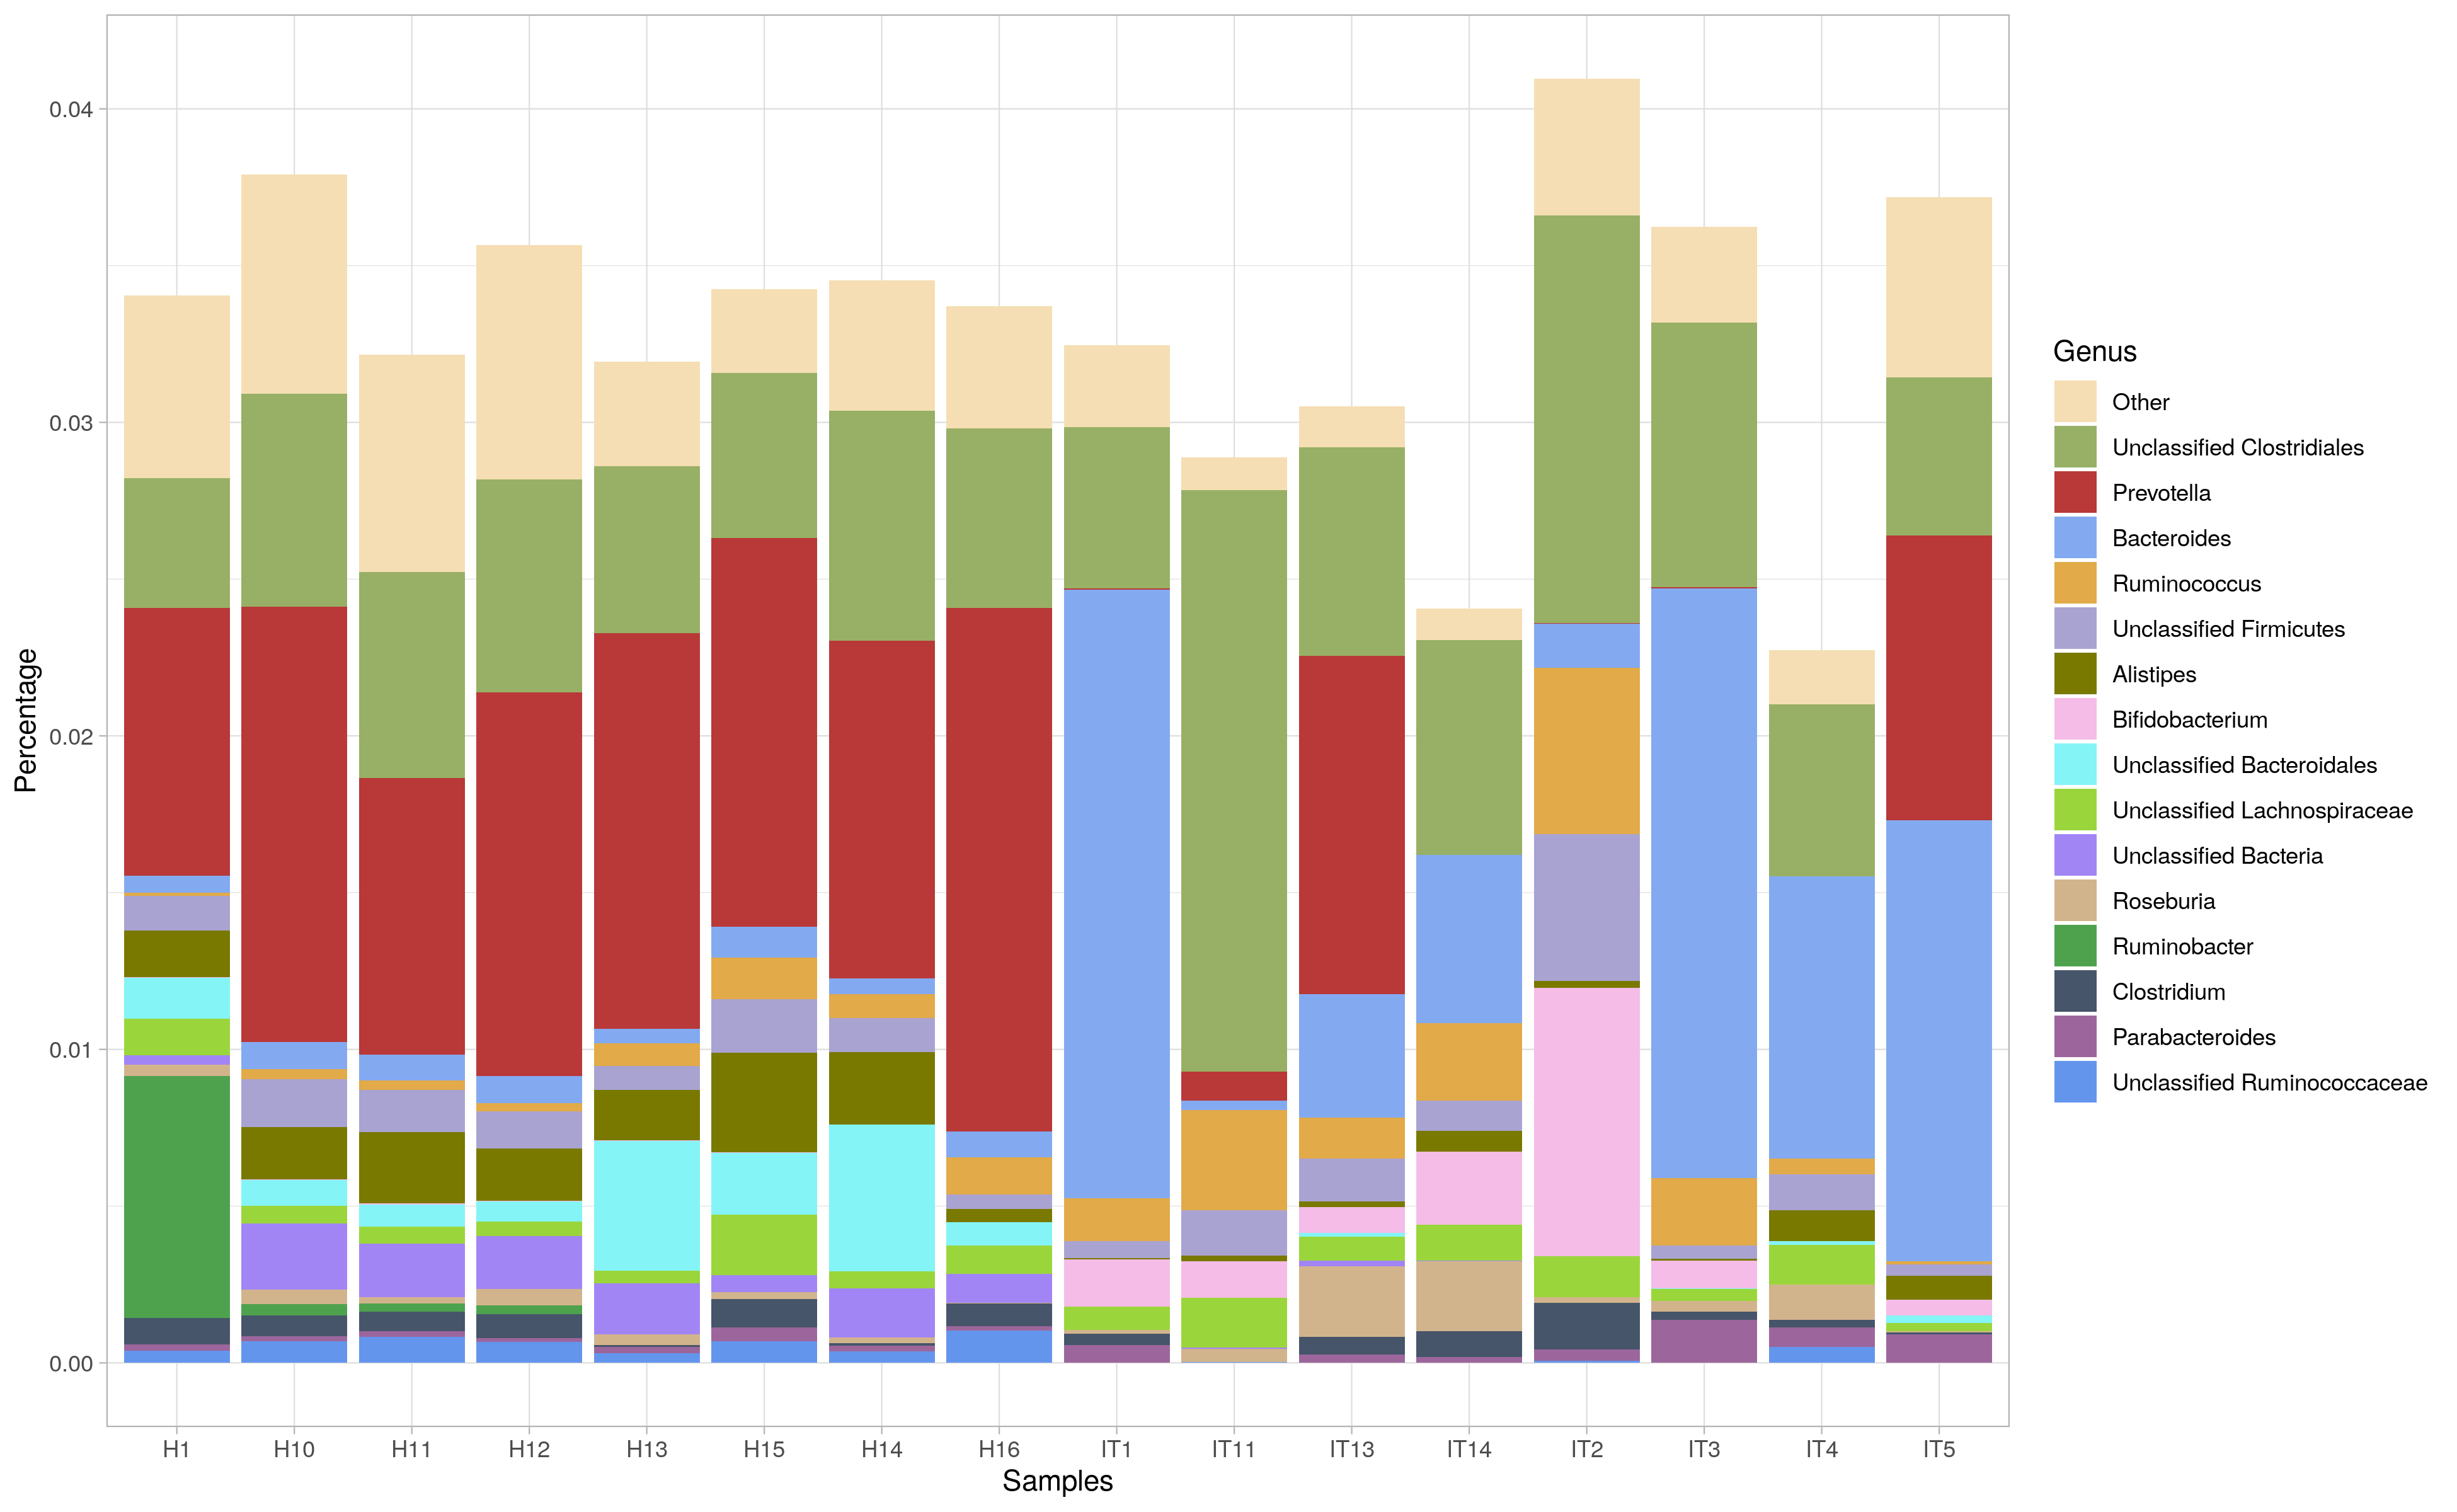 0.04
0.03
0.02
0.01
0.00
Percentage
H1 H10 H11 H12 H13 H15 H14 H16 IT1 IT11 IT13 IT14 IT2 IT3 IT4 IT5
Samples
Genus
Other
Unclassified Clostridiales
Prevotella
Bacteroides
Ruminococcus
Unclassified Firmicutes
Alistipes
Bifidobacterium
Unclassified Bacteroidales
Unclassified Lachnospiraceae
Unclassified Bacteria
Roseburia
Ruminobacter
Clostridium
Parabacteroides
Unclassified Ruminococcaceae